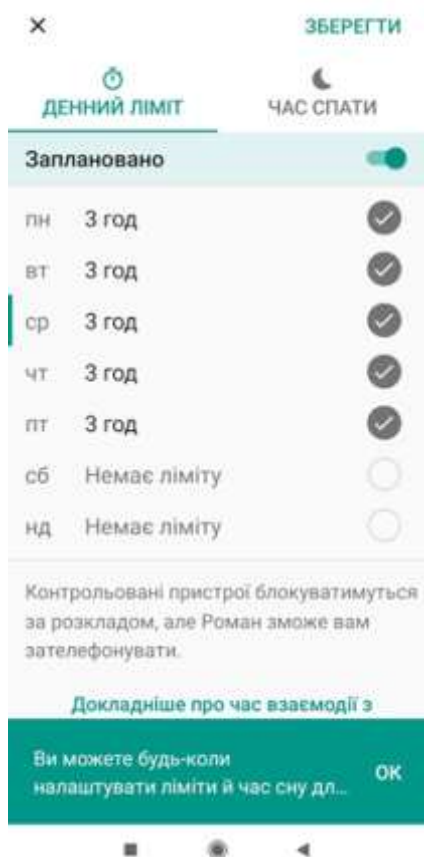 ЗБЕРЕГТИ
ДЕННИЙ ЛІМІТ
ЧАС СПАТИ
Заплановано
пн 3 год
вт 3 год
ср 3 год
чт 3 год
пт 3 год
сб Немає ліміту
нд Немає ліміту
Контрольовані пристрої блокуватимуться
за розкладом, але Роман зможе вам
зателефонувати.
Докладніше про час взаємодії з
Ви можете будь-коли
налаштувати ліміти й час сну дл...
ОК